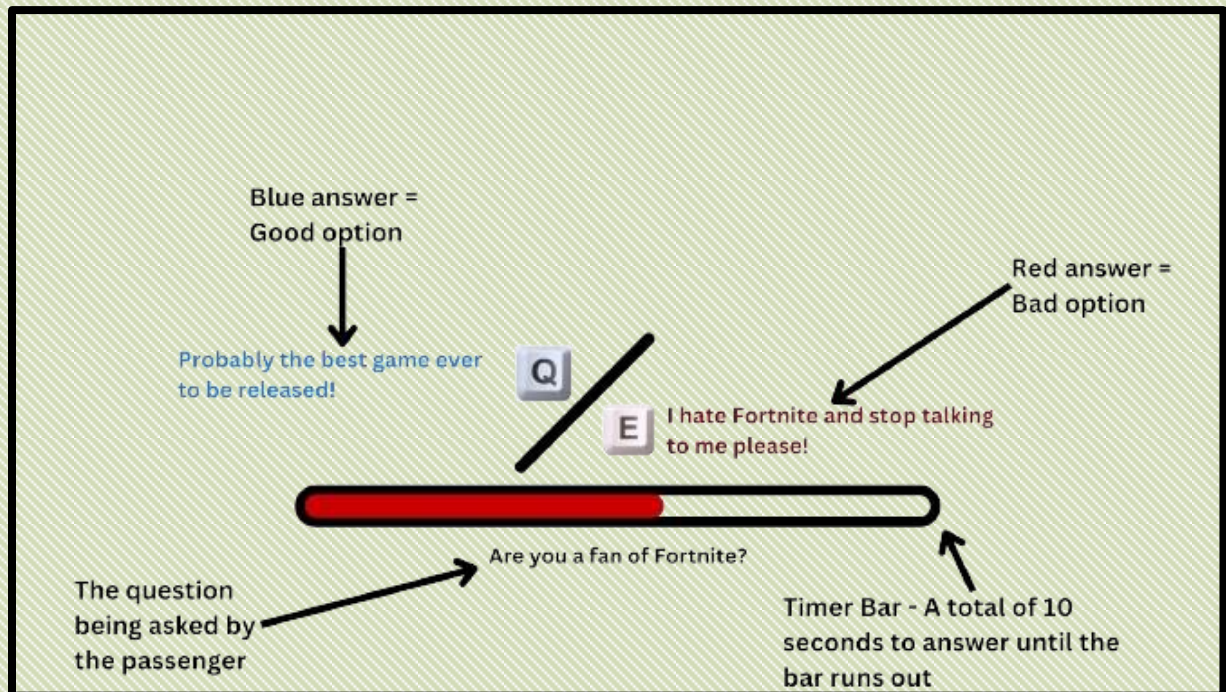 Blue answer =
Good option
Red answer =
Bad option
Probably the best game ever
to be released!
Q
E
I hate Fortnite and stop talking
to me please!
Are you a fan of Fortnite?
The question
being asked by
the passenger
Timer Bar - A total of 10
seconds to answer until the
bar runs out